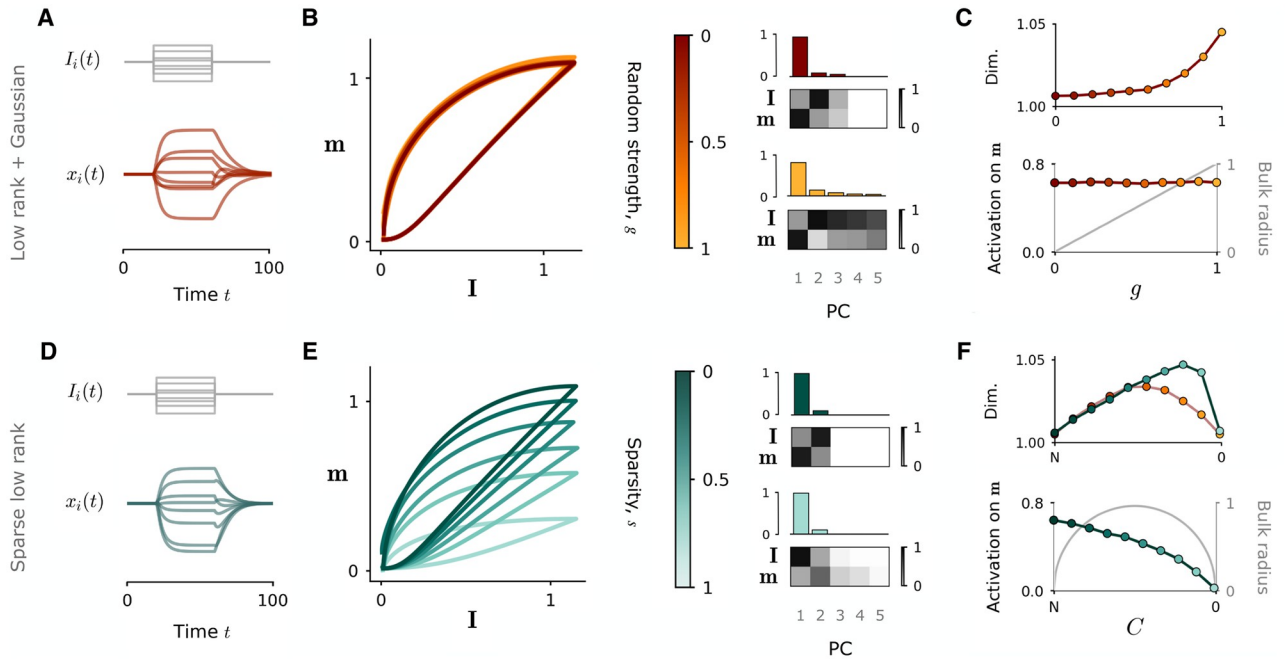 A
Low rank + Gaussian
I_i(t)
x_i(t)
0
100
Time t
B
m
1
0
0
1
I
0
0.5
1
Random strength, g
1
0
I
m
1
0
1
0
I
m
1
0
1 2 3 4 5
PC
C
Dim.
1.05
1.00
0
1
Activation on m
0.8
0.0
1
0
Bulk radius
0
1
g
D
Sparse low rank
I_i(t)
x_i(t)
0
100
Time t
E
m
1
0
0
1
I
0
0.5
1
Sparsity, s
1
0
I
m
1
0
1
0
I
m
1
0
1 2 3 4 5
PC
F
Dim.
1.05
1.00
N
0
Activation on m
0.8
0.0
1
0
Bulk radius
N
0
C